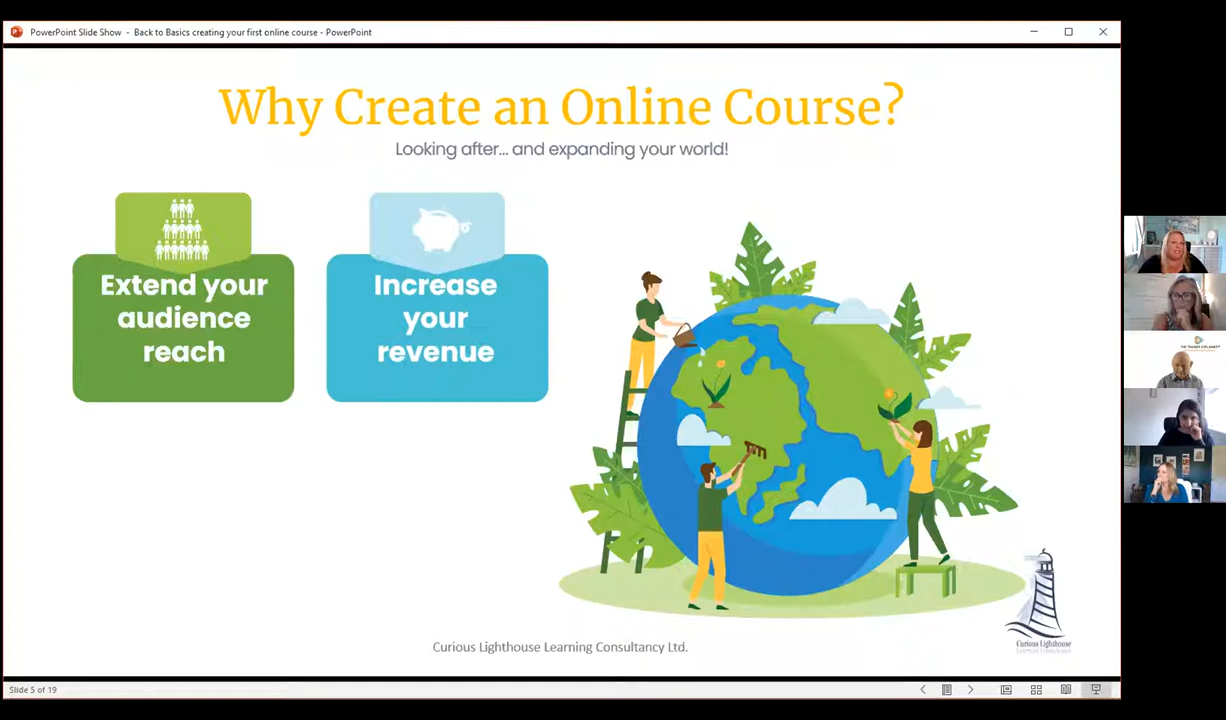 PowerPoint Slide Show - Back to Basics creating your first online course - PowerPoint
Why Create an Online Course?
Looking after... and expanding your world!
Extend your
audience
reach
Increase
your
revenue
Curious Lighthouse
Curious Lighthouse Learning Consultancy Ltd.
Slide 5 of 19